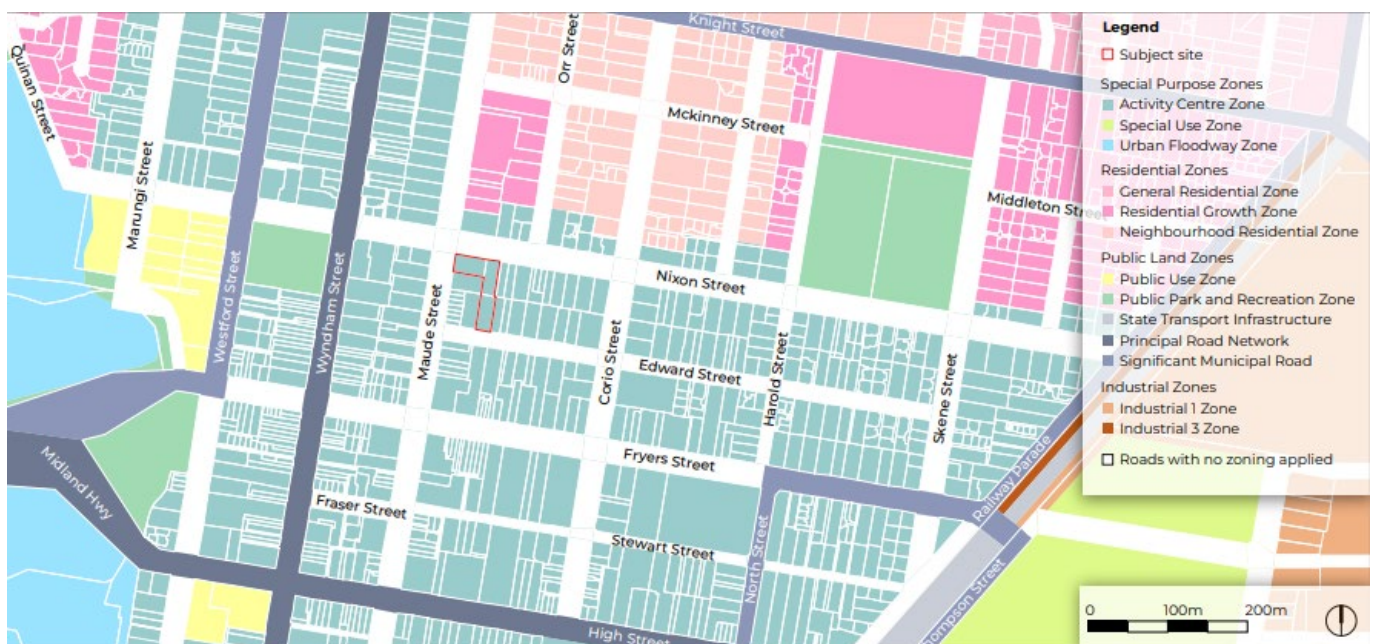 Knight Street
Quinan Street
Orr Street
Mckinney Street
Marungi Street
Middleton Stree
Westford Street
Wyndham Street
Maude Street
Nixon Street
Corio Street
Edward Street
Harold Street
Skene Street
Midland Hwy
Fryers Street
Railway Parade
Fraser Street
Stewart Street
North Street
Thompson Street
High Street
Legend
Subject site
Special Purpose Zones
Activity Centre Zone
Special Use Zone
Urban Floodway Zone
Residential Zones
General Residential Zone
Residential Growth Zone
Neighbourhood Residential Zone
Public Land Zones
Public Use Zone
Public Park and Recreation Zone
State Transport Infrastructure
Principal Road Network
Significant Municipal Road
Industrial Zones
Industrial 1 Zone
Industrial 3 Zone
Roads with no zoning applied
0 100m 200m